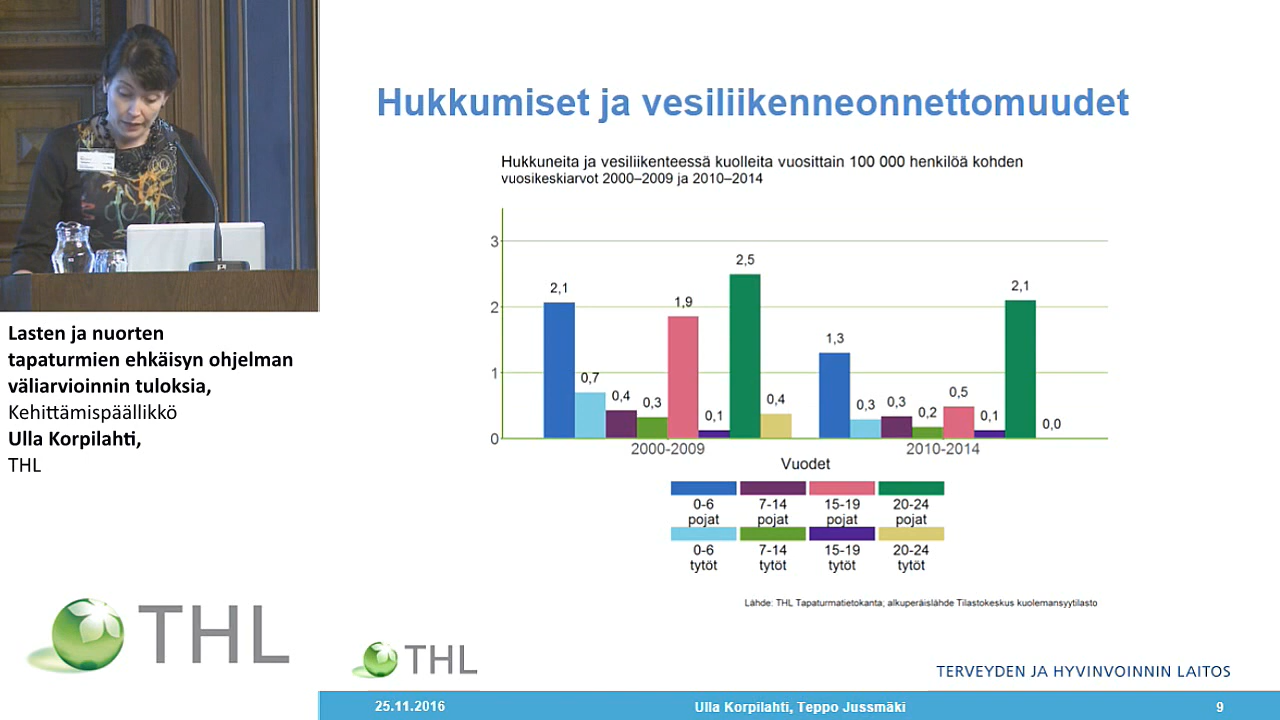 Hukkumiset ja vesiliikenneonnettomuudet
Hukkuneita ja vesiliikenteessä kuolleita vuosittain 100 000 henkilöä kohden
vuosikeskiarvot 2000–2009 ja 2010–2014
3
2
1
0
2,1
0,7
0,4
0,3
1,9
0,1
2,5
0,4
1,3
0,3
0,3
0,2
0,5
0,1
2,1
0,0
2000-2009
2010-2014
Vuodet
0-6
pojat
7-14
pojat
15-19
pojat
20-24
pojat
0-6
tytöt
7-14
tytöt
15-19
tytöt
20-24
tytöt
Lähde: THL Tapaturmatietokanta; alkuperäislähde Tilastokeskus kuolemansyytilasto
Lasten ja nuorten
tapaturmien ehkäisyn ohjelman
väliarvioinnin tuloksia,
Kehittämispäällikkö
Ulla Korpilahti,
THL
THL
THL
TERVEYDEN JA HYVINVOINNIN LAITOS
25.11.2016
Ulla Korpilahti, Teppo Jussmäki
9